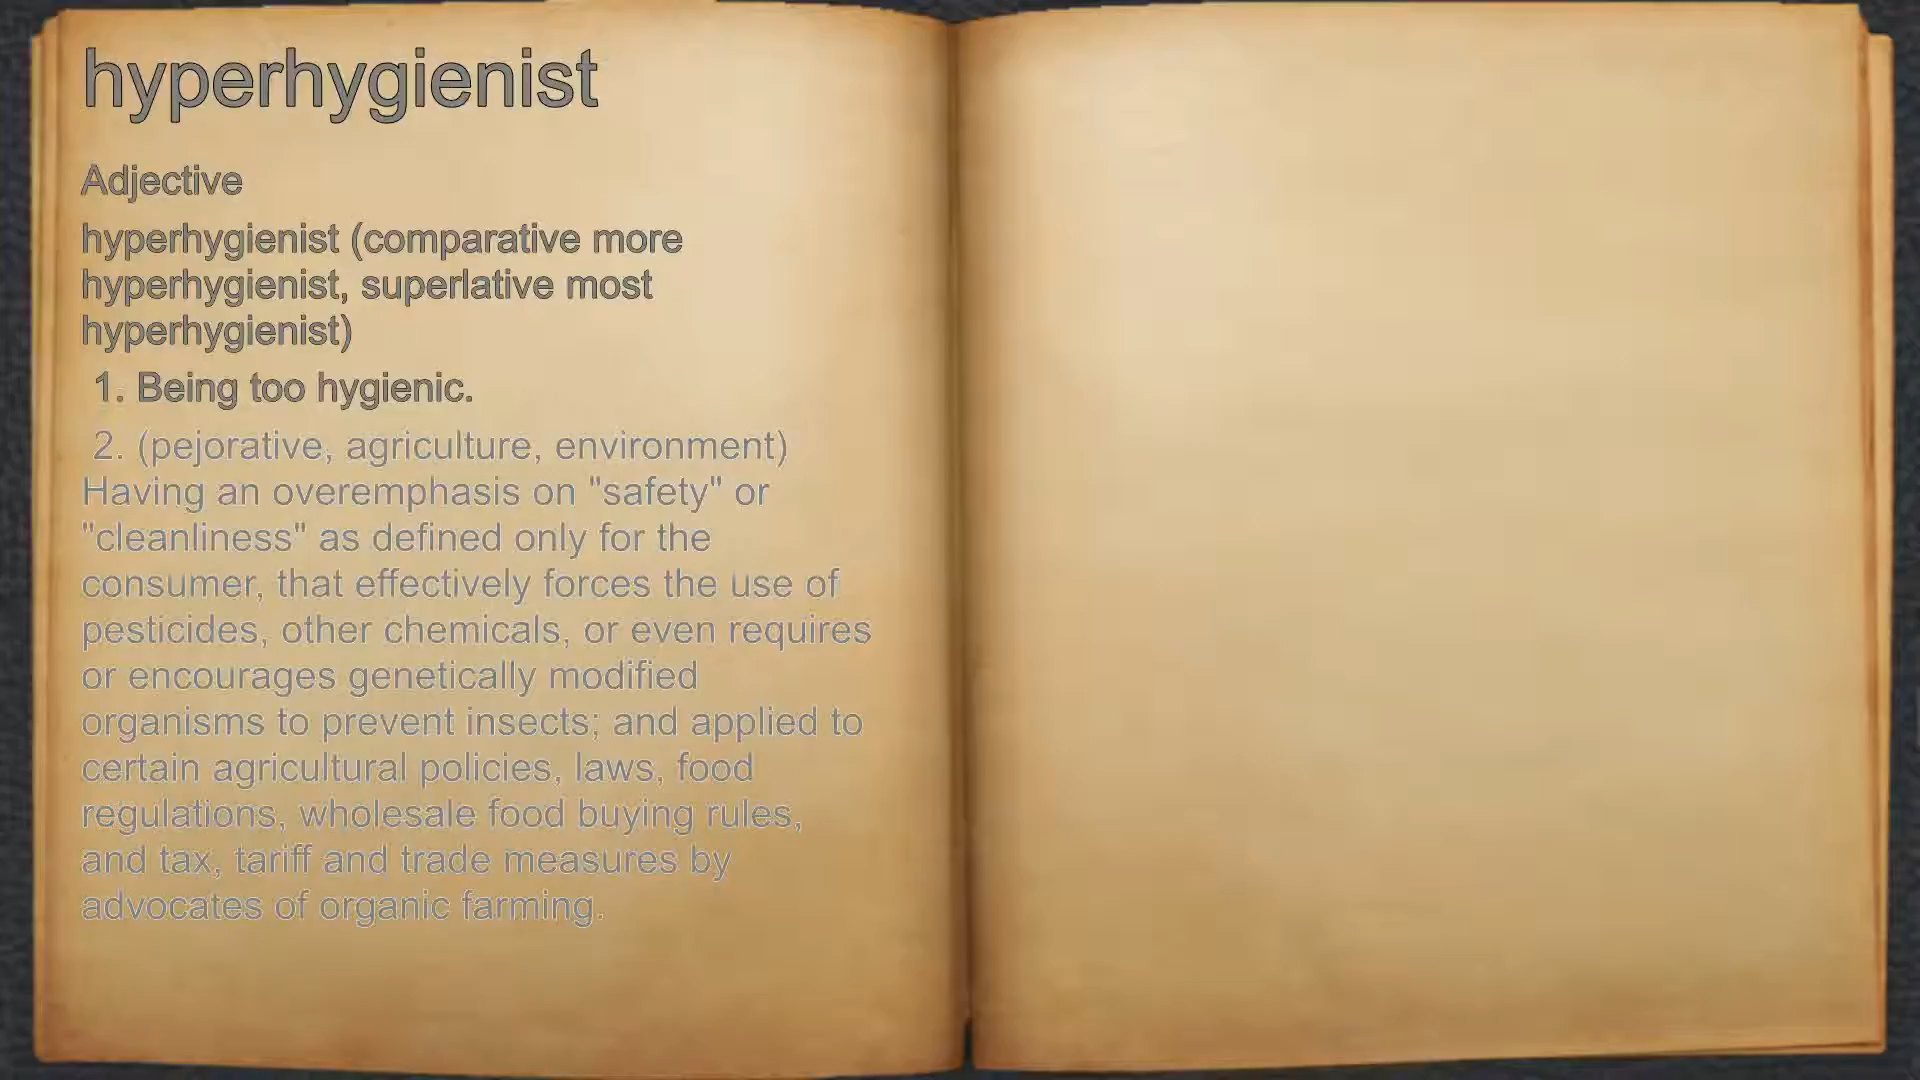 hyperhygienist
Adjective
hyperhygienist (comparative more
hyperhygienist, superlative most
hyperhygienist)
1. Being too hygienic.
2. (pejorative, agriculture, environment)
Having an overemphasis on "safety" or
"cleanliness" as defined only for the
consumer, that effectively forces the use of
pesticides, other chemicals, or even requires
or encourages genetically modified
organisms to prevent insects; and applied to
certain agricultural policies, laws, food
regulations, wholesale food buying rules,
and tax, tariff and trade measures by
advocates of organic farming.